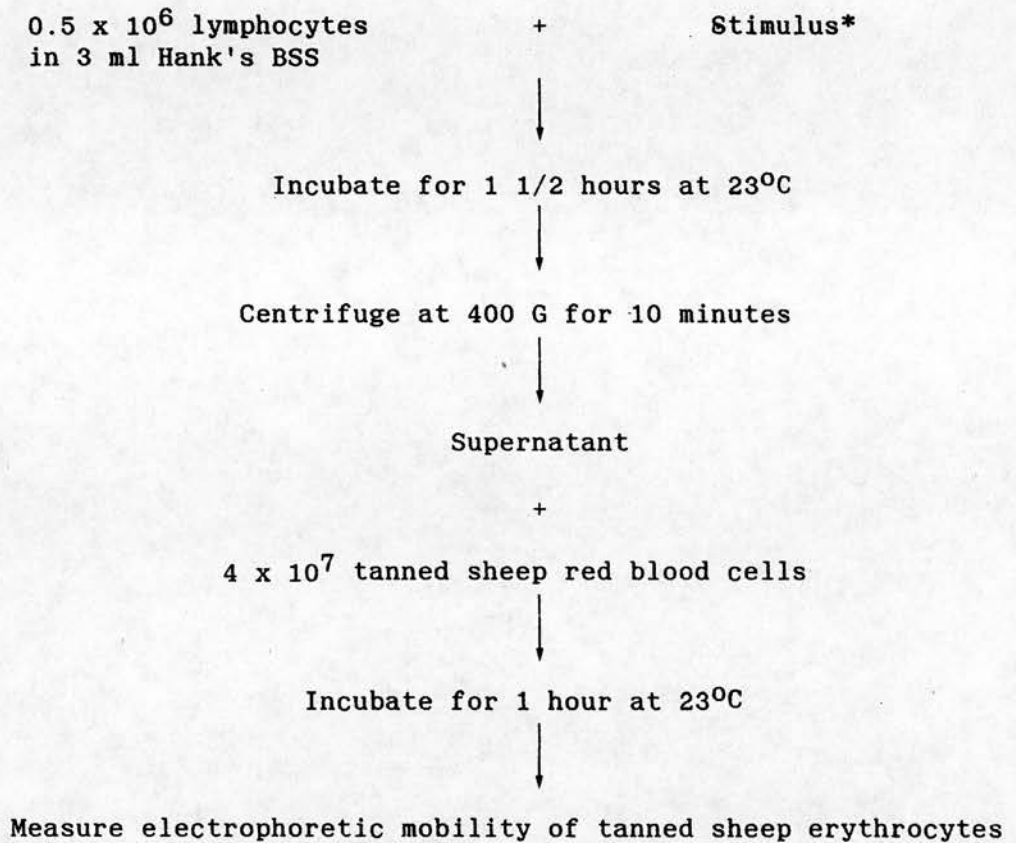 0.5 x 10⁶ lymphocytes + Stimulus*
in 3 ml Hank's BSS
Incubate for 1 1/2 hours at 23ºC
Centrifuge at 400 G for 10 minutes
Supernatant
+
4 x 10⁷ tanned sheep red blood cells
Incubate for 1 hour at 23ºC
Measure electrophoretic mobility of tanned sheep erythrocytes